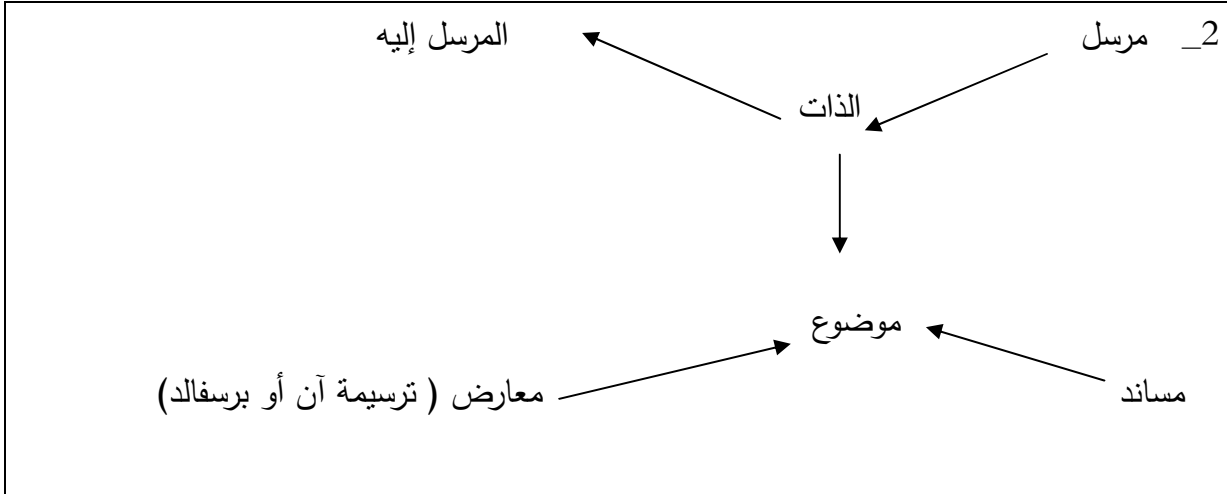 2_ مرسل المرسل إليه
الذات
موضوع
مساند معارض ( ترسيمة آن أو برسفالد)